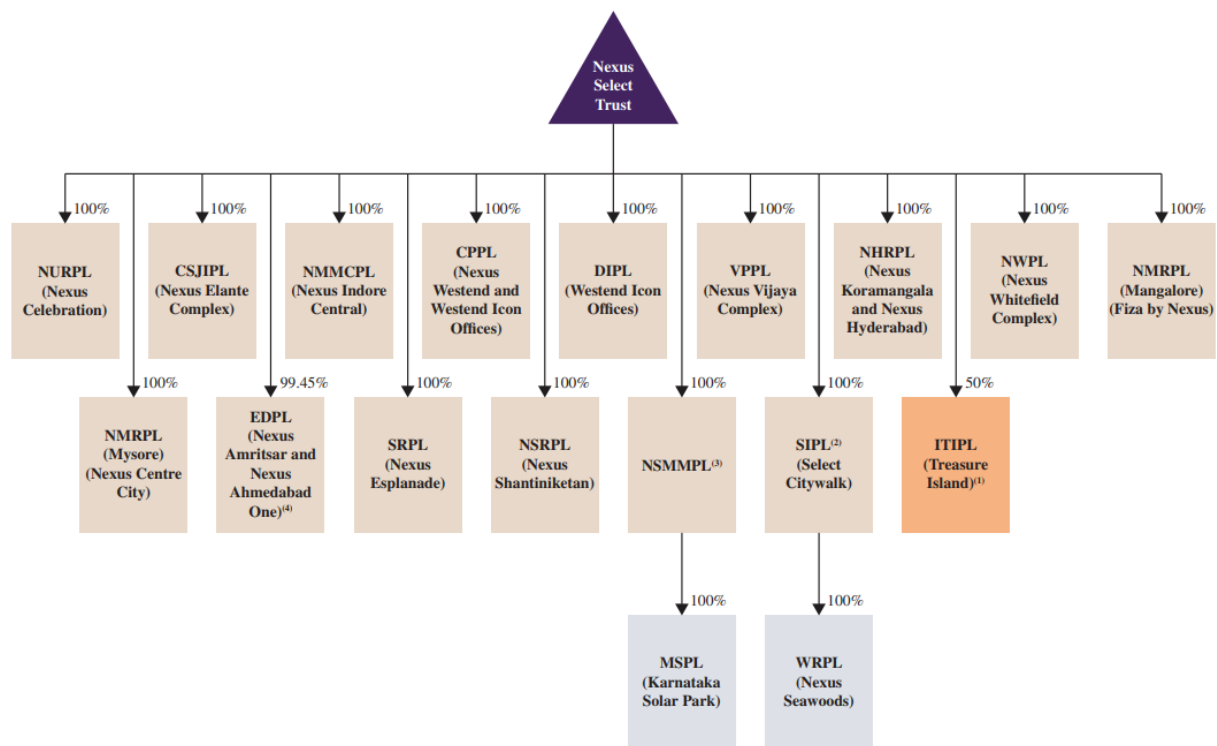 Nexus
Select
Trust
100%
100%
100%
100%
100%
100%
100%
100%
100%
NURPL
(Nexus
Celebration)
CSJIPL
(Nexus Elante
Complex)
NMMCPL
(Nexus Indore
Central)
CPPL
(Nexus
Westend and
Westend Icon
Offices)
DIPL
(Westend Icon
Offices)
VPPL
(Nexus Vijaya
Complex)
NHRPL
(Nexus
Koramangala
and Nexus
Hyderabad)
NWPL
(Nexus
Whitefield
Complex)
NMRPL
(Mangalore)
(Fiza by Nexus)
100%
99.45%
100%
100%
100%
100%
50%
NMRPL
(Mysore)
(Nexus Centre
City)
EDPL
(Nexus
Amritsar and
Nexus
Ahmedabad
One)(4)
SRPL
(Nexus
Esplanade)
NSRPL
(Nexus
Shantiniketan)
NSMMPL(3)
SIPL(2)
(Select
Citywalk)
ITIPL
(Treasure
Island)(1)
100%
100%
MSPL
(Karnataka
Solar Park)
WRPL
(Nexus
Seawoods)